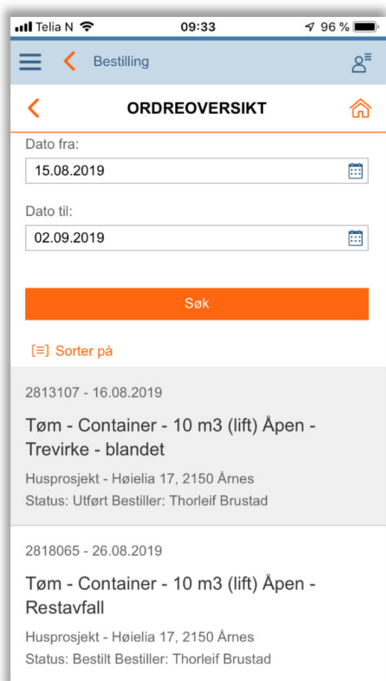 Telia N 09:33 96 %
Bestilling
ORDREOVERSIKT
Dato fra:
15.08.2019
Dato til:
02.09.2019
Søk
Sorter på
2813107 - 16.08.2019
Tøm - Container - 10 m3 (lift) Åpen -
Trevirke - blandet
Husprosjekt - Høielia 17, 2150 Årnes
Status: Utført Bestiller: Thorleif Brustad
2818065 - 26.08.2019
Tøm - Container - 10 m3 (lift) Åpen -
Restavfall
Husprosjekt - Høielia 17, 2150 Årnes
Status: Bestilt Bestiller: Thorleif Brustad